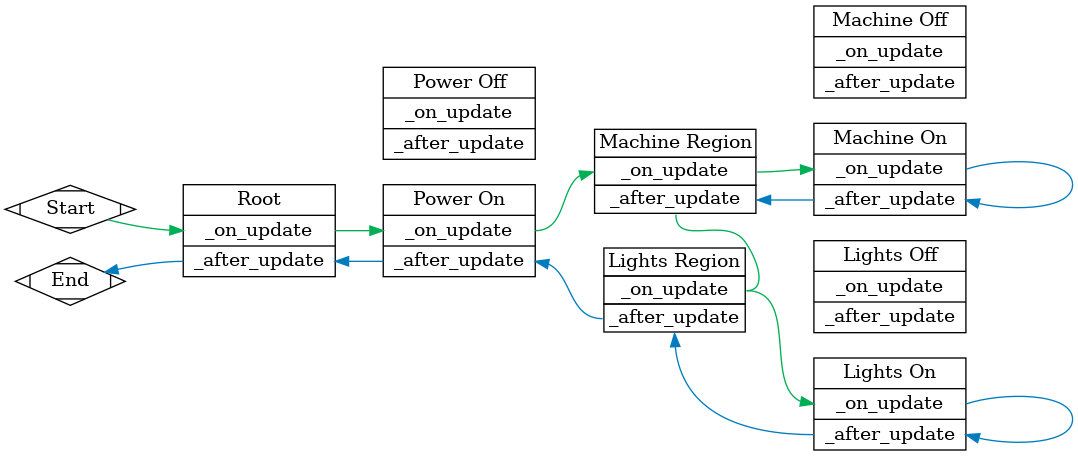 Start
End
Root
_on_update
_after_update
Power Off
_on_update
_after_update
Power On
_on_update
_after_update
Machine Region
_on_update
_after_update
Lights Region
_on_update
_after_update
Machine Off
_on_update
_after_update
Machine On
_on_update
_after_update
Lights Off
_on_update
_after_update
Lights On
_on_update
_after_update